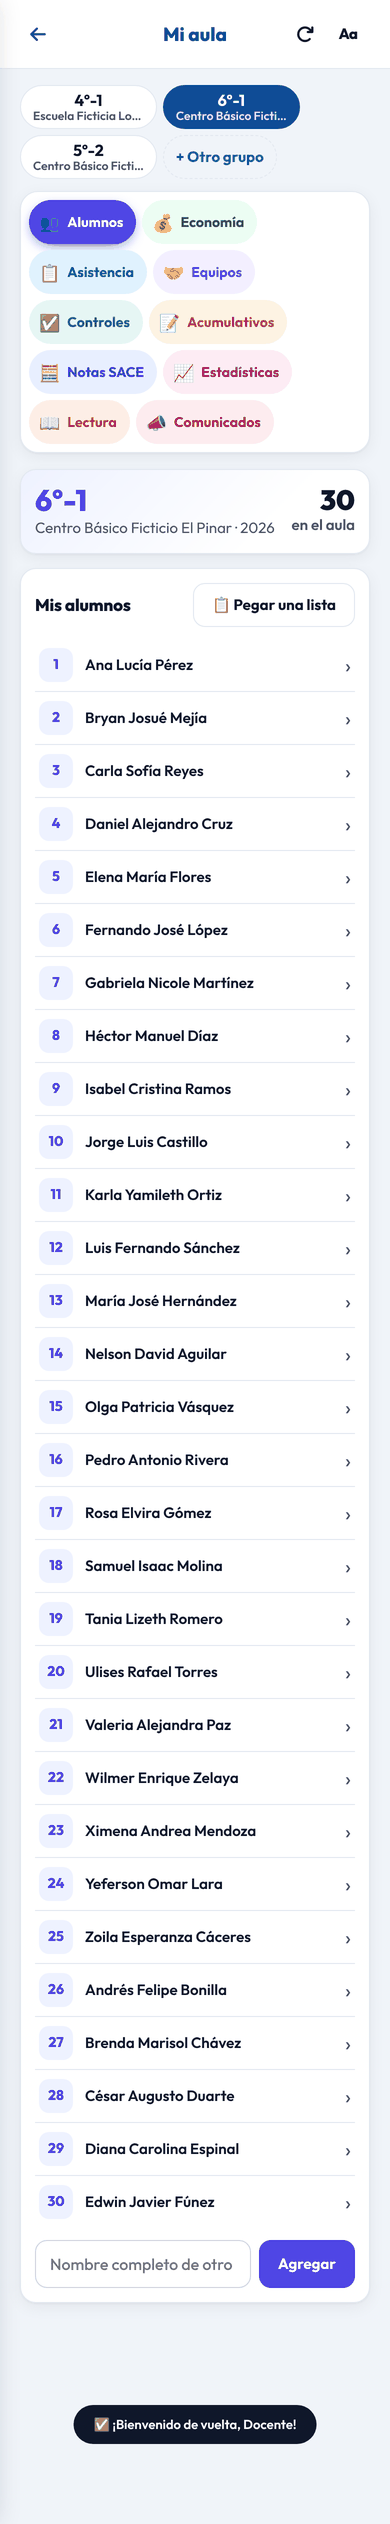 Mi aula
Aa
4°-1
Escuela Ficticia Lo...
6°-1
Centro Básico Ficti...
5°-2
Centro Básico Ficti...
+ Otro grupo
Alumnos
Economía
Asistencia
Equipos
Controles
Acumulativos
Notas SACE
Estadísticas
Lectura
Comunicados
6°-1
Centro Básico Ficticio El Pinar · 2026
30
en el aula
Mis alumnos
Pegar una lista
1 Ana Lucía Pérez
2 Bryan Josué Mejía
3 Carla Sofía Reyes
4 Daniel Alejandro Cruz
5 Elena María Flores
6 Fernando José López
7 Gabriela Nicole Martínez
8 Héctor Manuel Díaz
9 Isabel Cristina Ramos
10 Jorge Luis Castillo
11 Karla Yamileth Ortiz
12 Luis Fernando Sánchez
13 María José Hernández
14 Nelson David Aguilar
15 Olga Patricia Vásquez
16 Pedro Antonio Rivera
17 Rosa Elvira Gómez
18 Samuel Isaac Molina
19 Tania Lizeth Romero
20 Ulises Rafael Torres
21 Valeria Alejandra Paz
22 Wilmer Enrique Zelaya
23 Ximena Andrea Mendoza
24 Yeferson Omar Lara
25 Zoila Esperanza Cáceres
26 Andrés Felipe Bonilla
27 Brenda Marisol Chávez
28 César Augusto Duarte
29 Diana Carolina Espinal
30 Edwin Javier Fúnez
Nombre completo de otro
Agregar
¡Bienvenido de vuelta, Docente!